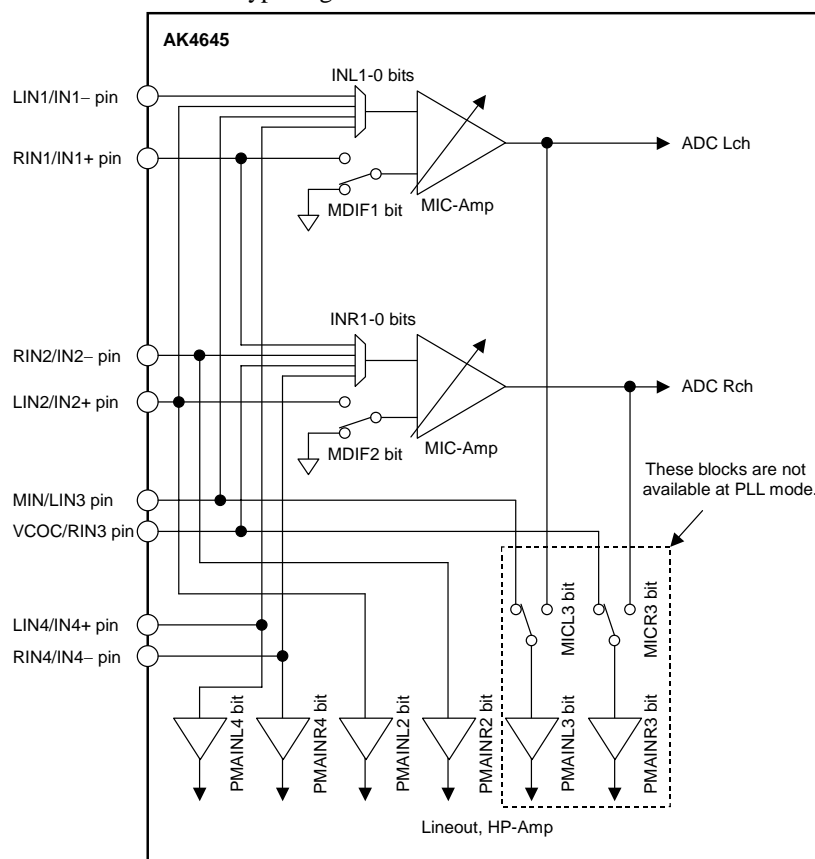 AK4645
INL1-0 bits
LIN1/IN1− pin
ADC Lch
RIN1/IN1+ pin
MDIF1 bit
MIC-Amp
INR1-0 bits
RIN2/IN2− pin
ADC Rch
LIN2/IN2+ pin
MDIF2 bit
MIC-Amp
These blocks are not
available at PLL mode.
MIN/LIN3 pin
VCOC/RIN3 pin
MICL3 bit
MICR3 bit
LIN4/IN4+ pin
RIN4/IN4− pin
PMAINL4 bit
PMAINR4 bit
PMAINL2 bit
PMAINR2 bit
PMAINL3 bit
PMAINR3 bit
Lineout, HP-Amp